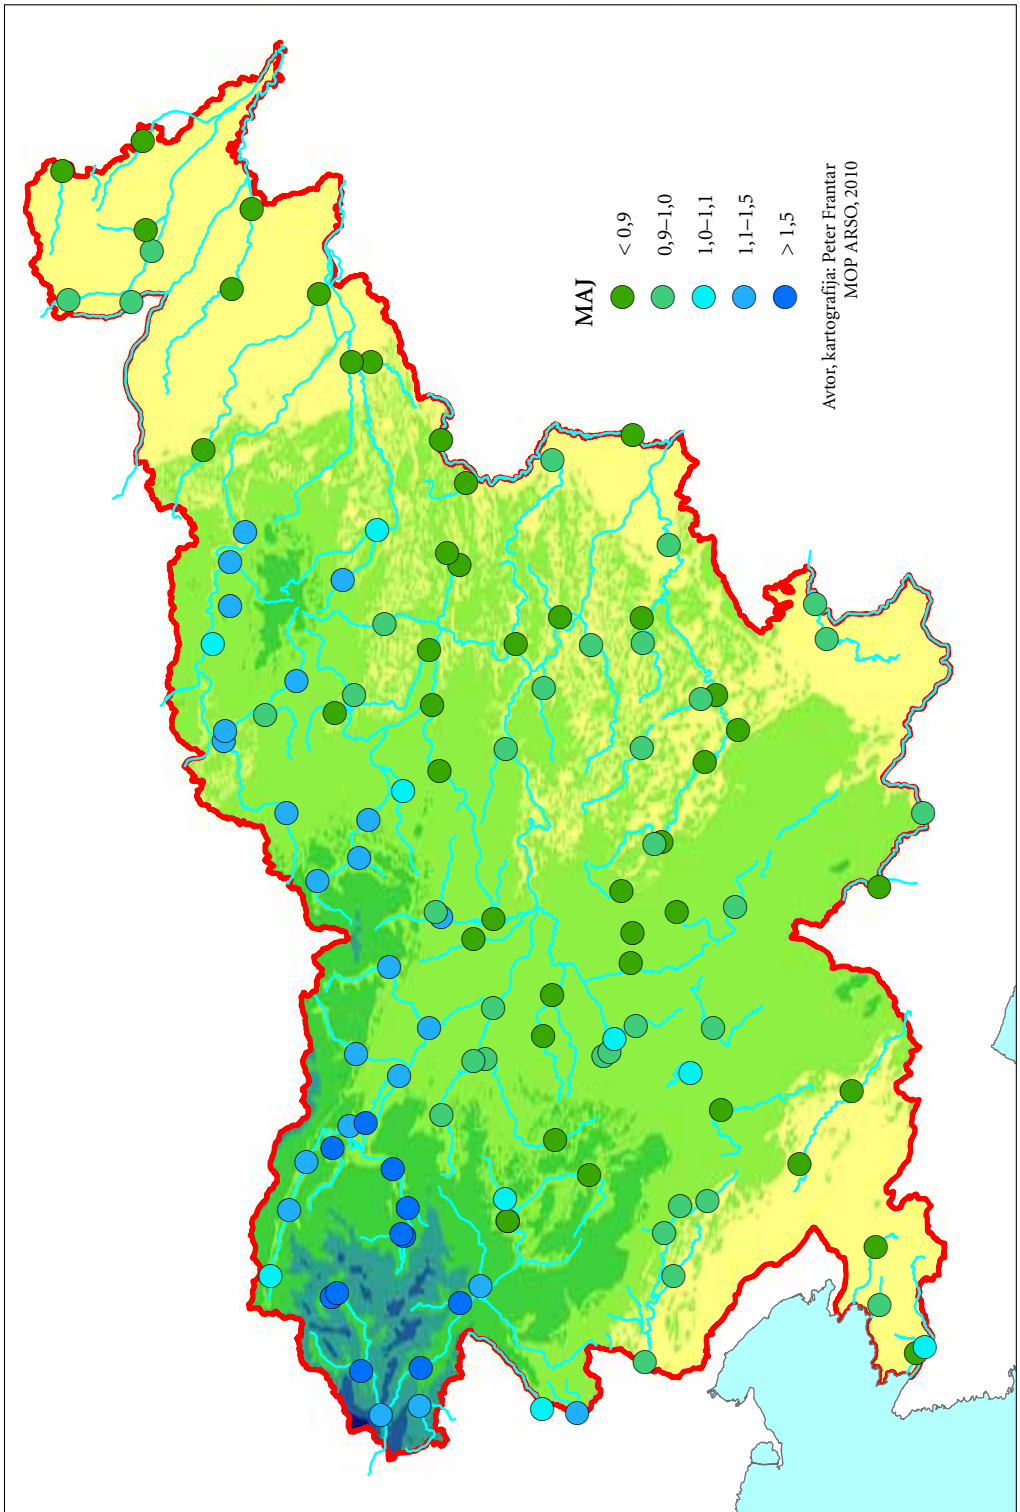 MAJ
< 0,9
0,9–1,0
1,0–1,1
1,1–1,5
> 1,5
Avtor, kartografija: Peter Frantar
MOP ARSO, 2010